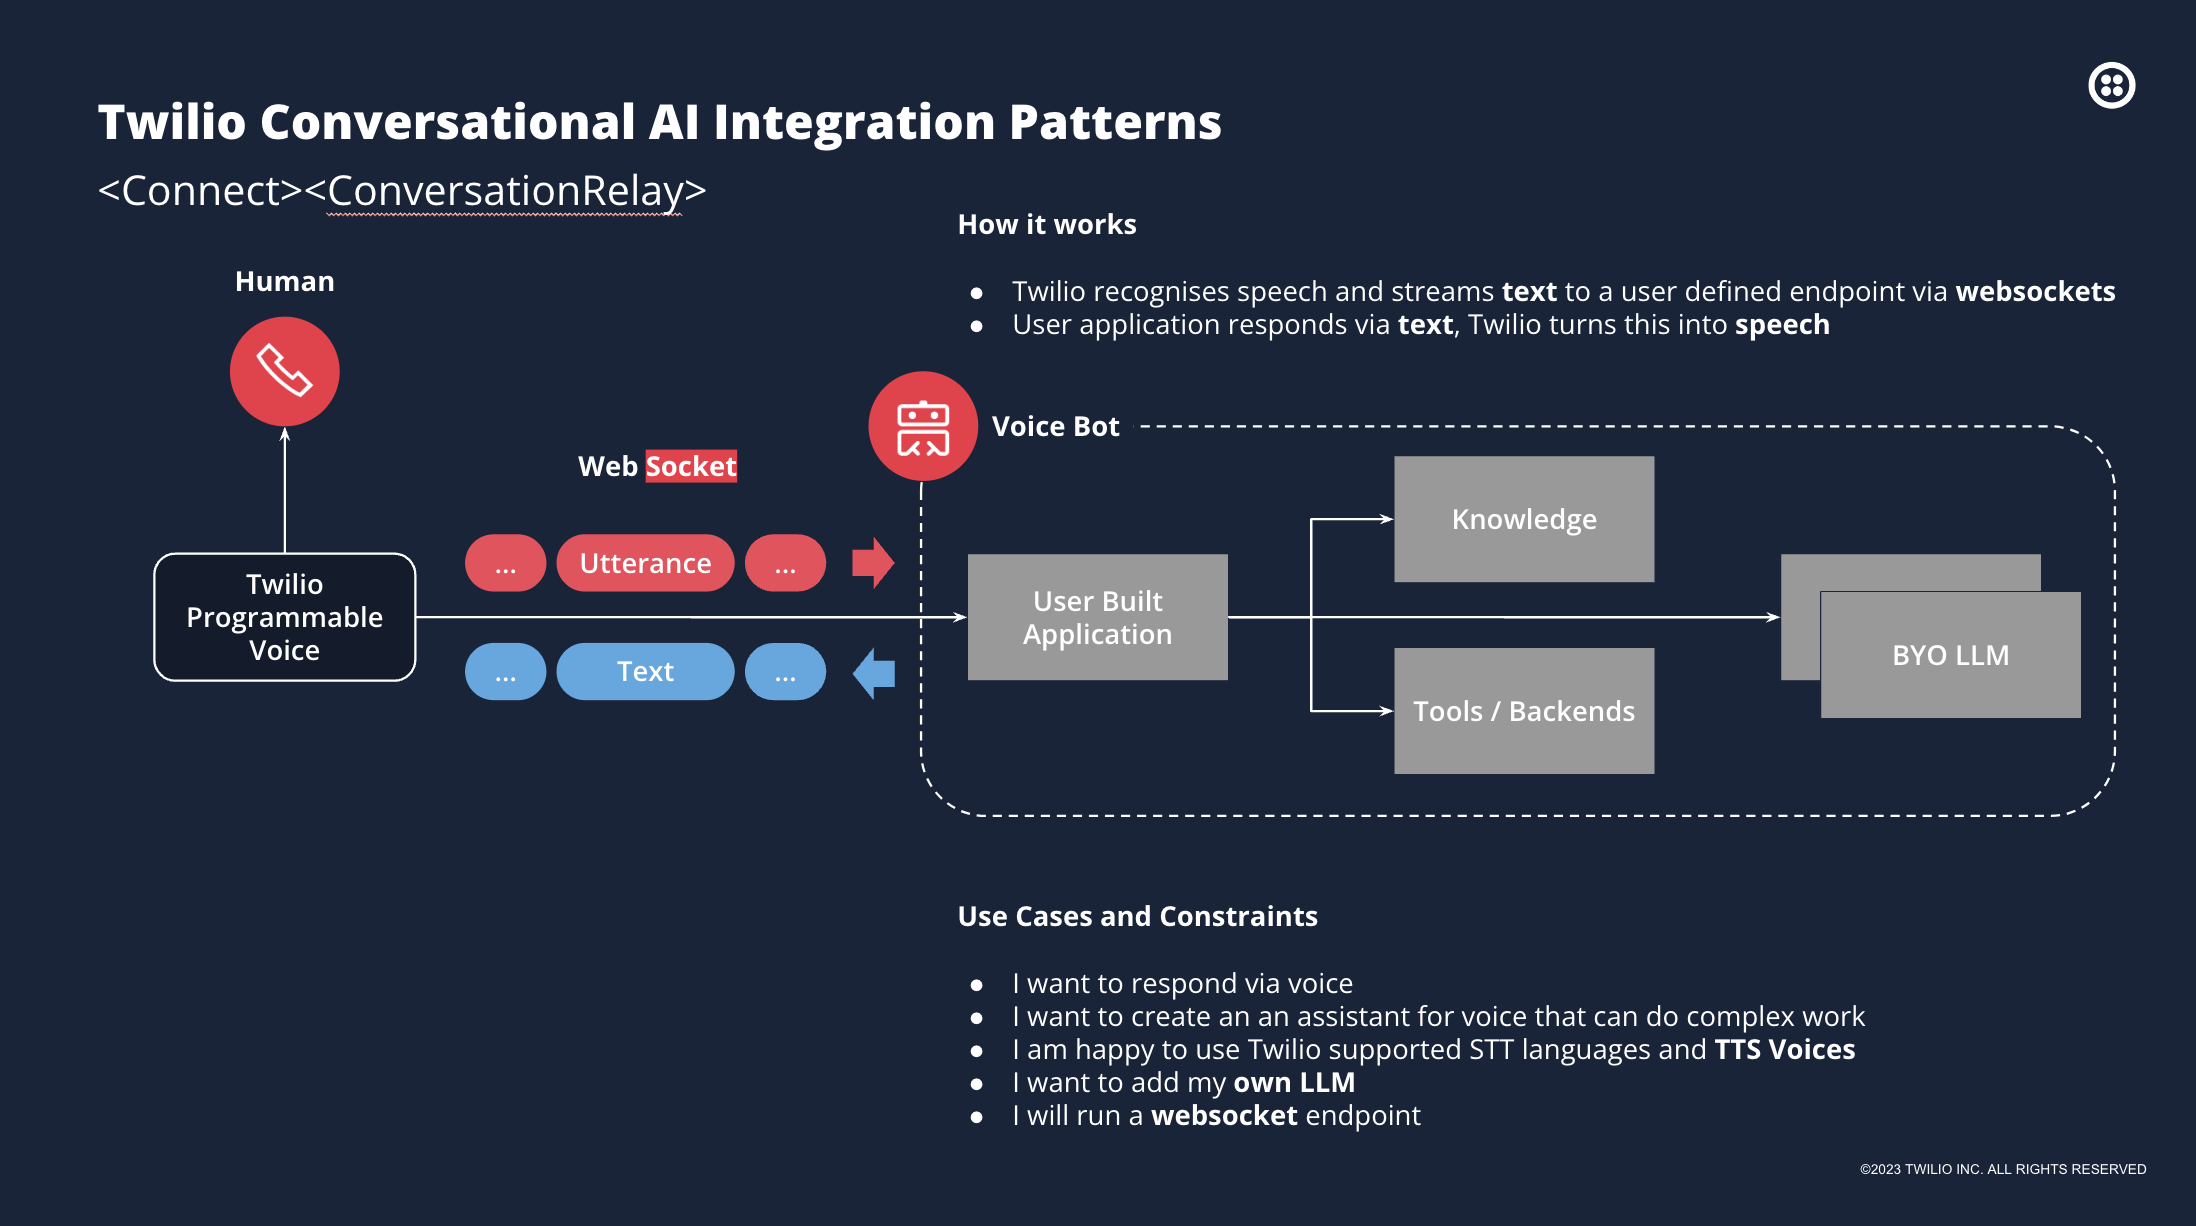 Twilio Conversational AI Integration Patterns
<Connect><ConversationRelay>
How it works
● Twilio recognises speech and streams text to a user defined endpoint via websockets
● User application responds via text, Twilio turns this into speech
Human
Voice Bot
Web Socket
... Utterance ...
Twilio
Programmable
Voice
... Text ...
User Built
Application
Knowledge
Tools / Backends
BYO LLM
Use Cases and Constraints
● I want to respond via voice
● I want to create an an assistant for voice that can do complex work
● I am happy to use Twilio supported STT languages and TTS Voices
● I want to add my own LLM
● I will run a websocket endpoint
©2023 TWILIO INC. ALL RIGHTS RESERVED